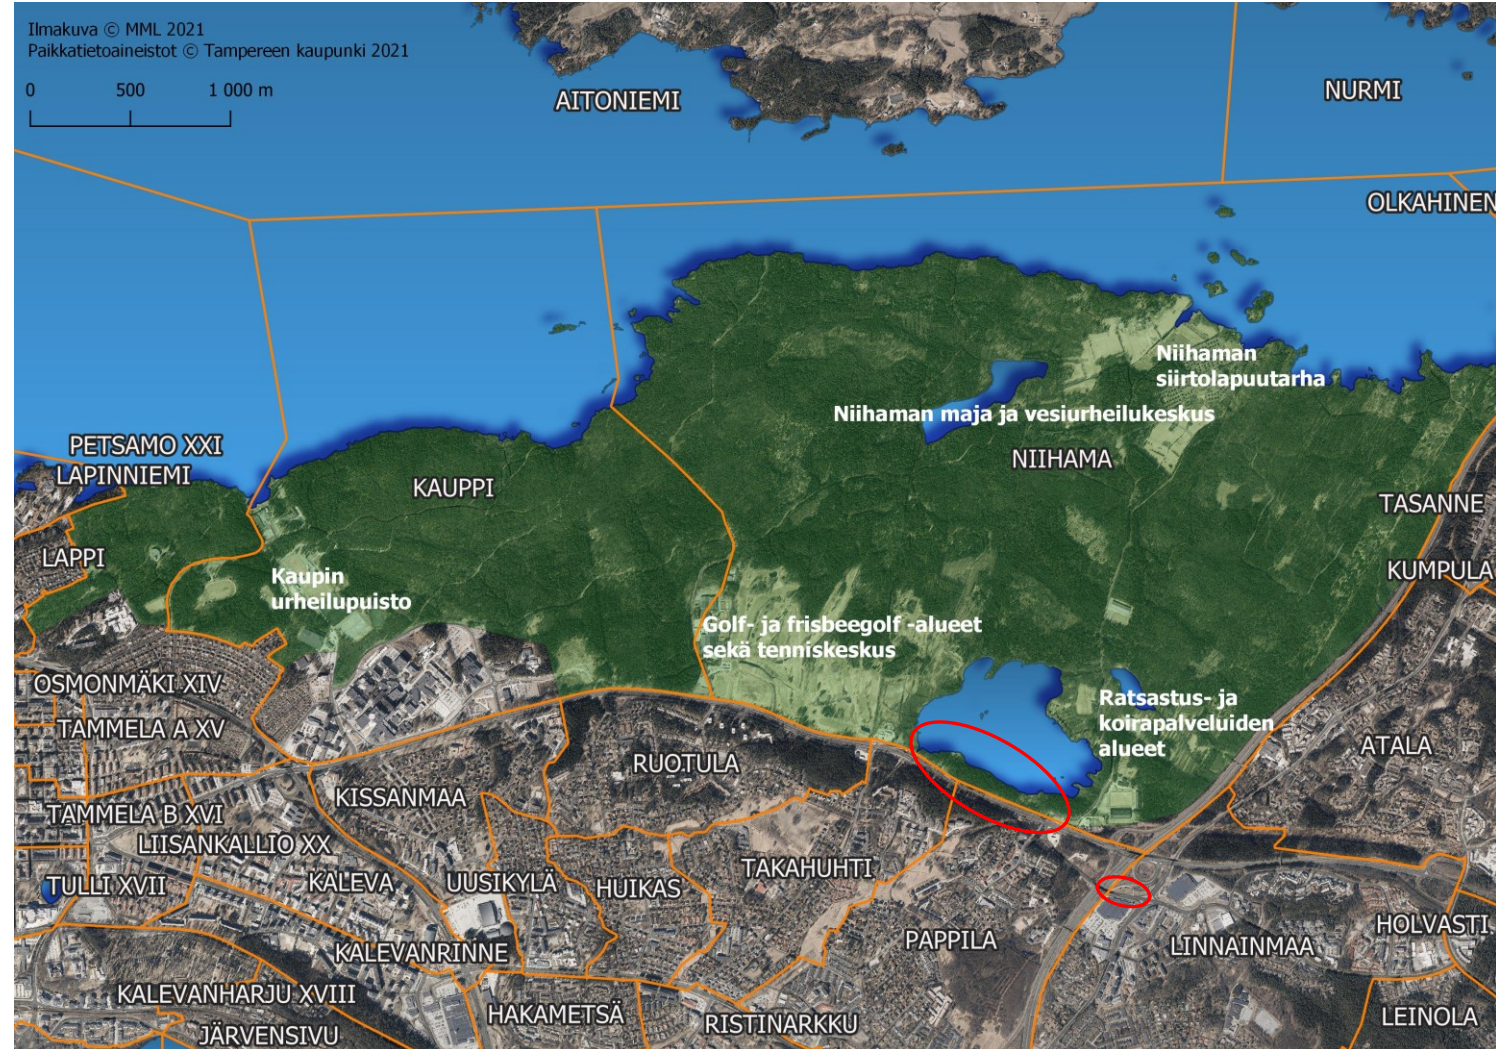 Ilmakuva © MML 2021
Paikkatietoaineistot © Tampereen kaupunki 2021
0 500 1 000 m
AITONIEMI
NURMI
OLKAHINEN
Niihaman
siirtolapuutarha
Niihaman maja ja vesiurheilukeskus
NIIHAMA
PETSAMO XXI
LAPINNIEMI
KAUPPI
TASANNE
LAPPI
KUMPULA
Kaupin
urheilupuisto
Golf- ja frisbeegolf -alueet
sekä tenniskeskus
OSMONMÄKI XIV
TAMMELA A XV
Ratsastus- ja
koirapalveluiden
alueet
ATALA
RUOTULA
KISSANMAA
TAMMELA B XVI
LIISANKALLIO XX
TAKAHUHTI
TULLI XVII
KALEVA
UUSIKYLÄ
HUIKAS
PAPPILA
LINNAINMAA
HOLVASTI
KALEVANRINNE
KALEVANHARJU XVIII
HAKAMETSÄ
RISTINARKKU
LEINOLA
JÄRVENSIVU